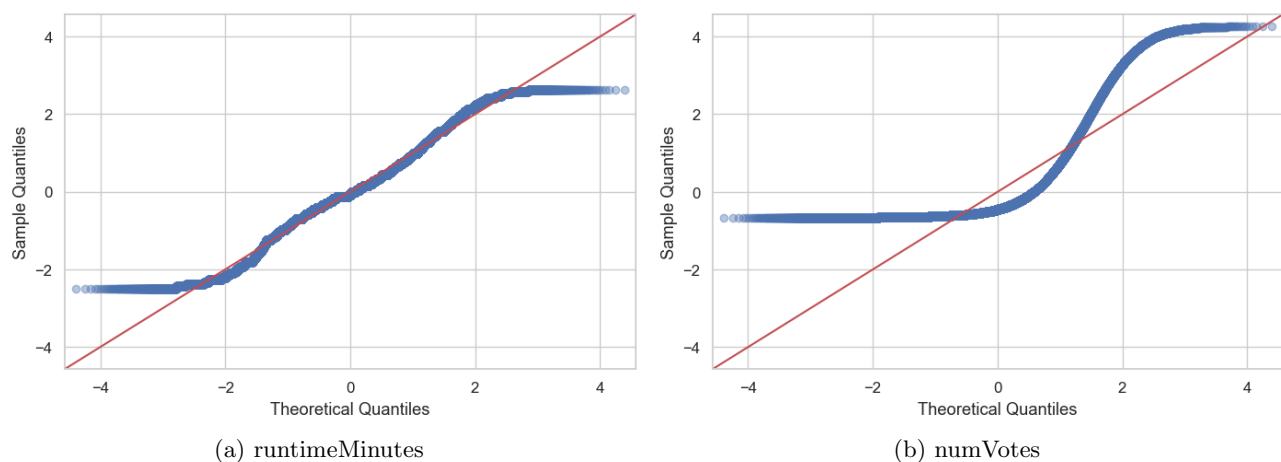 4
2
0
−2
−4
Sample Quantiles
−4 −2 0 2 4
Theoretical Quantiles
(a) runtimeMinutes
4
2
0
−2
−4
Sample Quantiles
−4 −2 0 2 4
Theoretical Quantiles
(b) numVotes